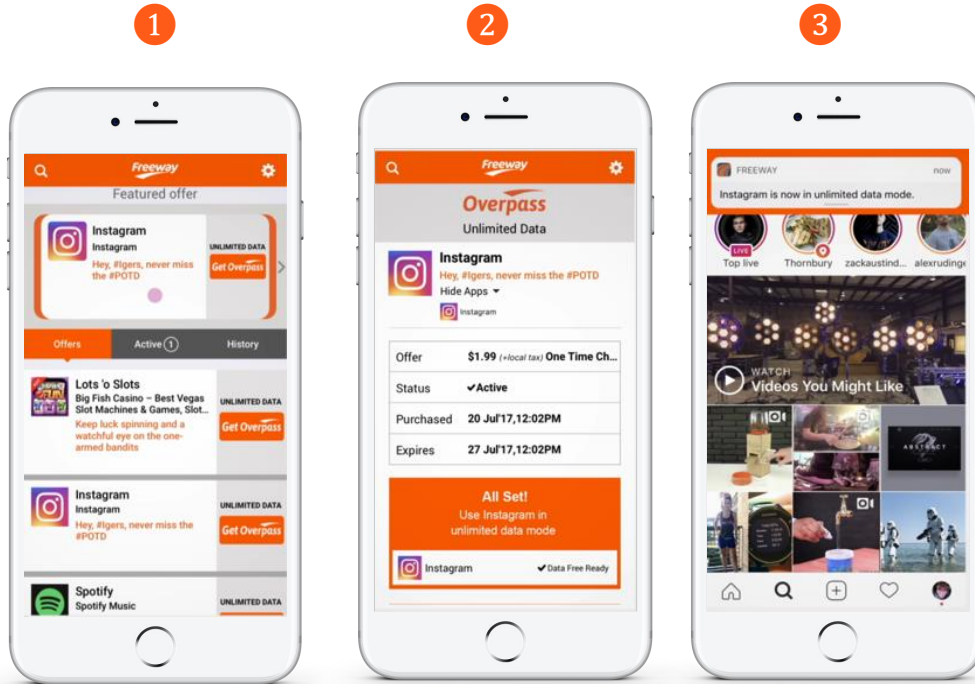 1
2
3
Freeway
Featured offer
Instagram
Instagram
Hey, #Igers, never miss
the #POTD
UNLIMITED DATA
Get Overpass
Offers
Active 1
History
Lots 'o Slots
Big Fish Casino – Best Vegas
Slot Machines & Games, Slot...
Keep luck spinning and a
watchful eye on the one-
armed bandits
UNLIMITED DATA
Get Overpass
Instagram
Instagram
Hey, #Igers, never miss the
#POTD
UNLIMITED DATA
Get Overpass
Spotify
Spotify Music
UNLIMITED DATA
Freeway
Overpass
Unlimited Data
Instagram
Hey, #Igers, never miss the #POTD
Hide Apps
Instagram
Offer $1.99 (+local tax) One Time Ch...
Status ✔Active
Purchased 20 Jul'17,12:02PM
Expires 27 Jul'17,12:02PM
All Set!
Use Instagram in
unlimited data mode
Instagram ✔Data Free Ready
FREEWAY now
Instagram is now in unlimited data mode.
LIVE
Top live Thornbury zackaustind... alexrudinge
WATCH
Videos You Might Like
ABSTRACT